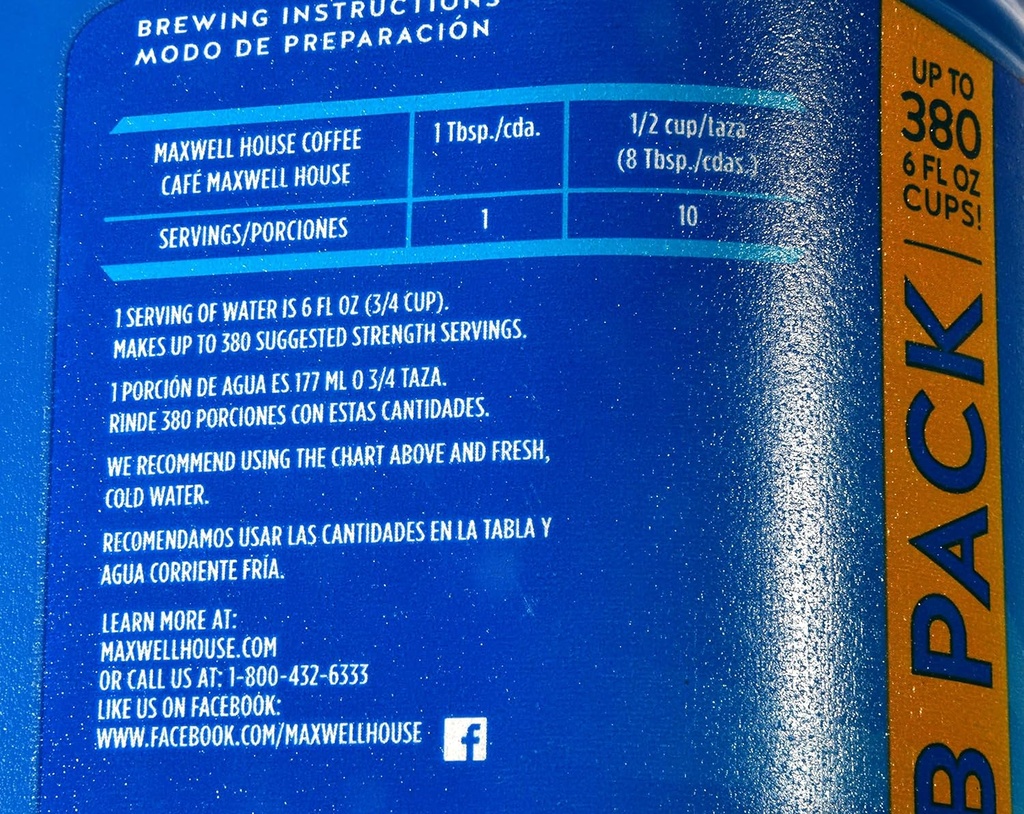 BREWING INSTRUCTIONS
MODO DE PREPARACIÓN
MAXWELL HOUSE COFFEE
CAFÉ MAXWELL HOUSE
1 Tbsp./cda.
1/2 cup/taza
(8 Tbsp./cdas.)
SERVINGS/PORCIONES
1
10
1 SERVING OF WATER IS 6 FL OZ (3/4 CUP).
MAKES UP TO 380 SUGGESTED STRENGTH SERVINGS.
1 PORCIÓN DE AGUA ES 177 ML O 3/4 TAZA.
RINDE 380 PORCIONES CON ESTAS CANTIDADES.
WE RECOMMEND USING THE CHART ABOVE AND FRESH,
COLD WATER.
RECOMENDAMOS USAR LAS CANTIDADES EN LA TABLA Y
AGUA CORRIENTE FRÍA.
LEARN MORE AT:
MAXWELLHOUSE.COM
OR CALL US AT: 1-800-432-6333
LIKE US ON FACEBOOK:
WWW.FACEBOOK.COM/MAXWELLHOUSE f
UP TO
380
6 FL OZ
CUPS!
B PACK |